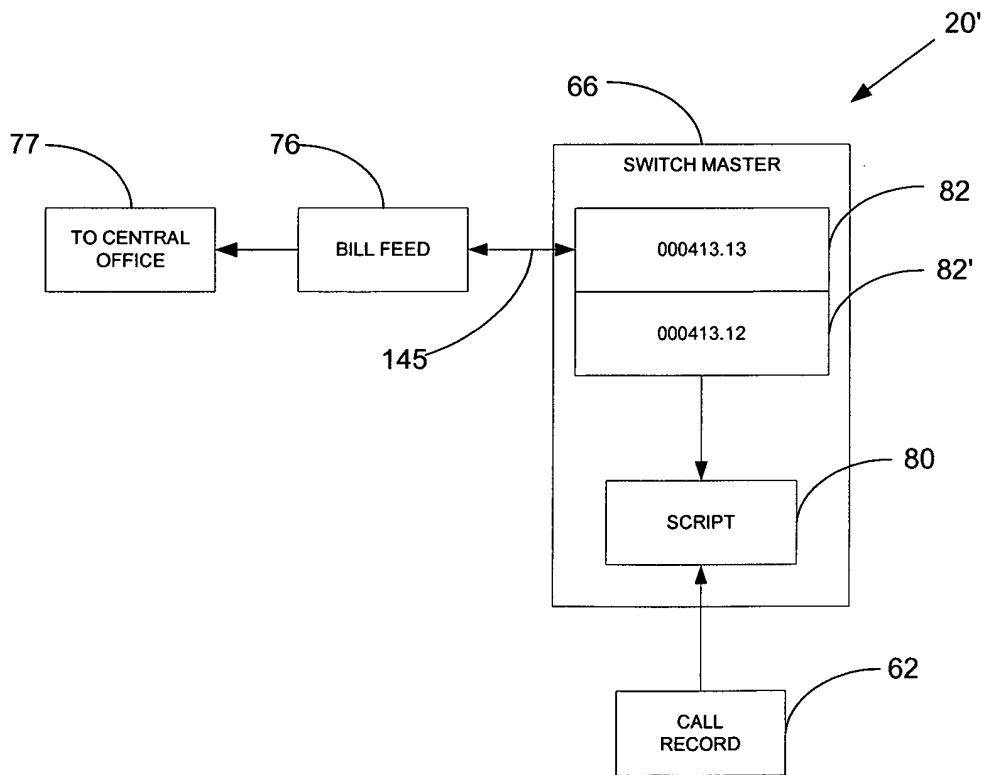 20'
66
77
76
SWITCH MASTER
82
TO CENTRAL
OFFICE
BILL FEED
000413.13
82'
000413.12
145
80
SCRIPT
62
CALL
RECORD